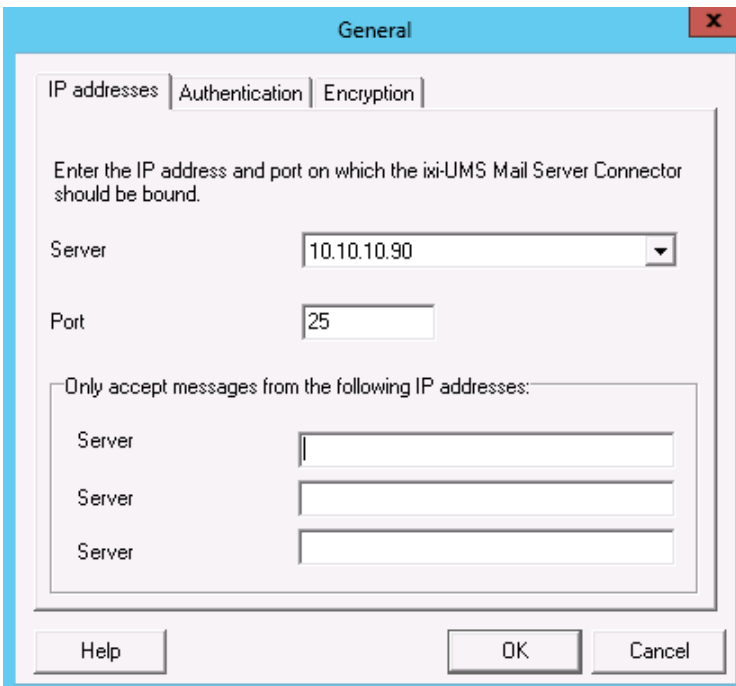 General
x
IP addresses Authentication Encryption
Enter the IP address and port on which the ixi-UMS Mail Server Connector
should be bound.
Server 10.10.10.90
Port 25
Only accept messages from the following IP addresses:
Server
Server
Server
Help OK Cancel